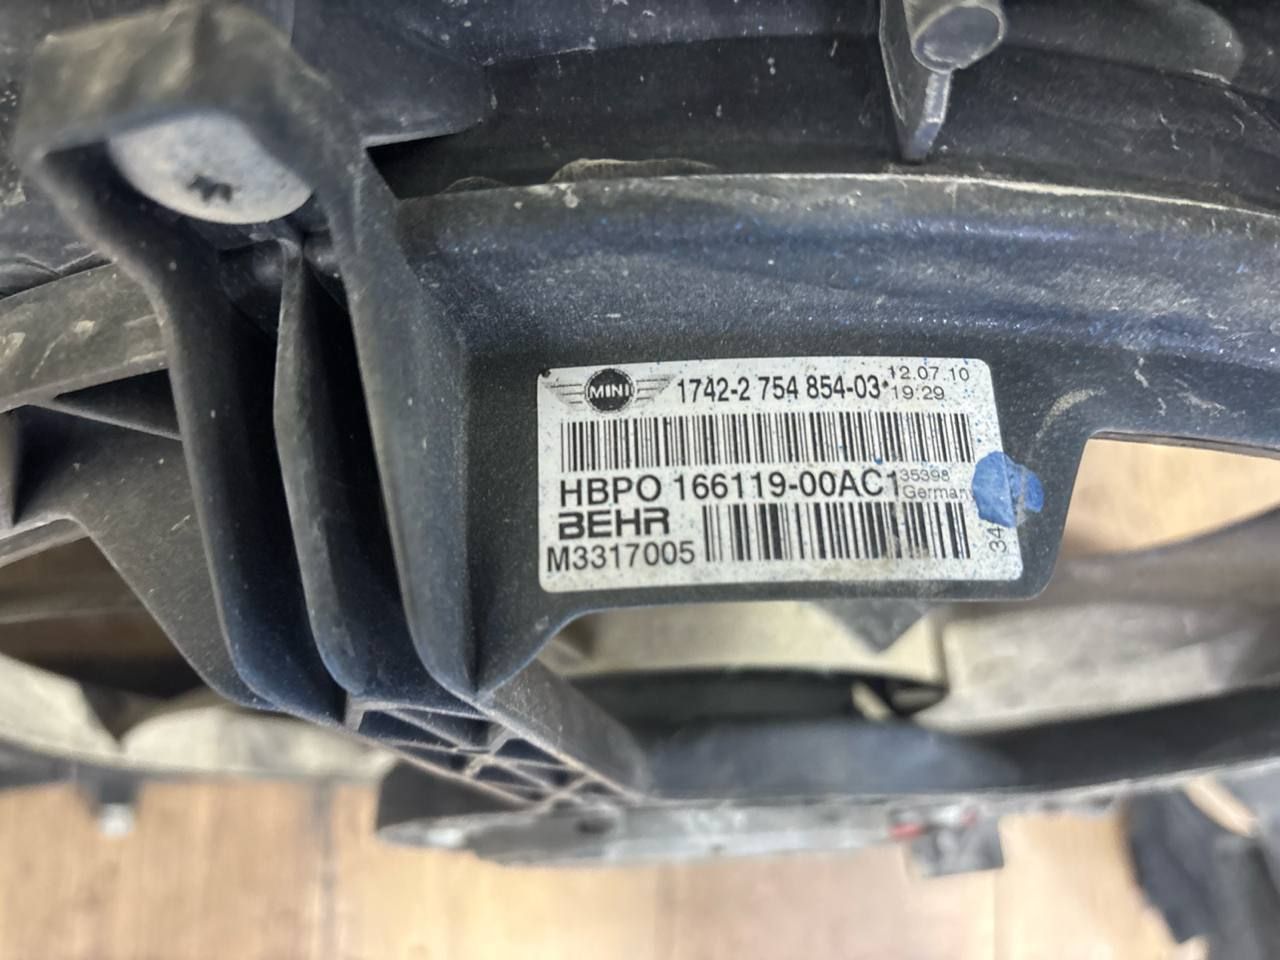 MINI 1742-2 754 854-03* 12.07.10
19:29
HBPO 166119-00AC1 35398
Germany
BEHR
M3317005
34